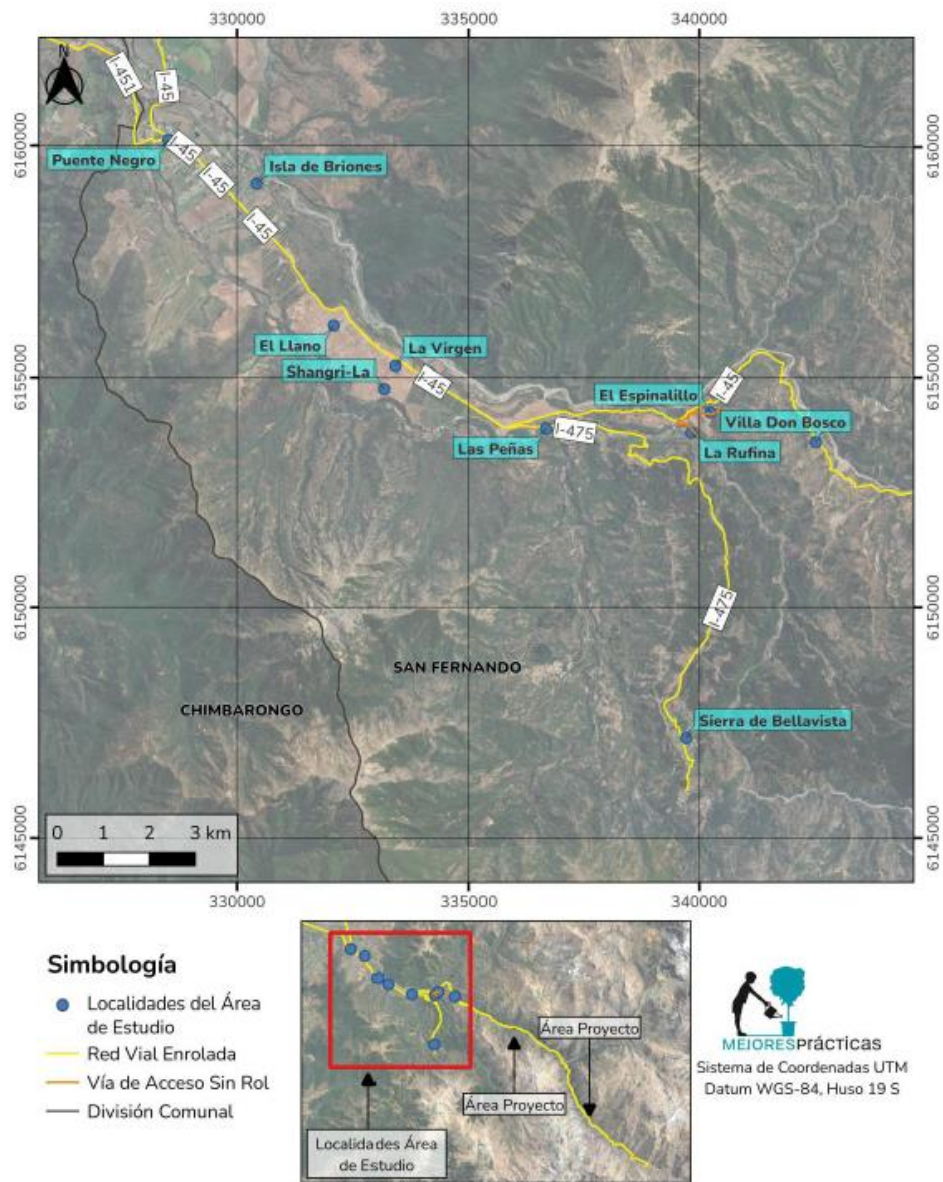 330000
335000
340000
N
I-451
I-45
6160000
6160000
Puente Negro
I-45
Isla de Briones
I-45
I-45
El Llano
La Virgen
Shangri-La
6155000
6155000
I-45
El Espinalillo
I-45
Villa Don Bosco
Las Peñas
I-475
La Rufina
6150000
6150000
I-475
SAN FERNANDO
CHIMBARONGO
Sierra de Bellavista
6145000
6145000
0 1 2 3 km
330000
335000
340000
Simbología
Localidades del Área
de Estudio
Red Vial Enrolada
Vía de Acceso Sin Rol
División Comunal
Área Proyecto
Área Proyecto
Localidades Área
de Estudio
MEJORESPRÁCTICAS
Sistema de Coordenadas UTM
Datum WGS-84, Huso 19 S